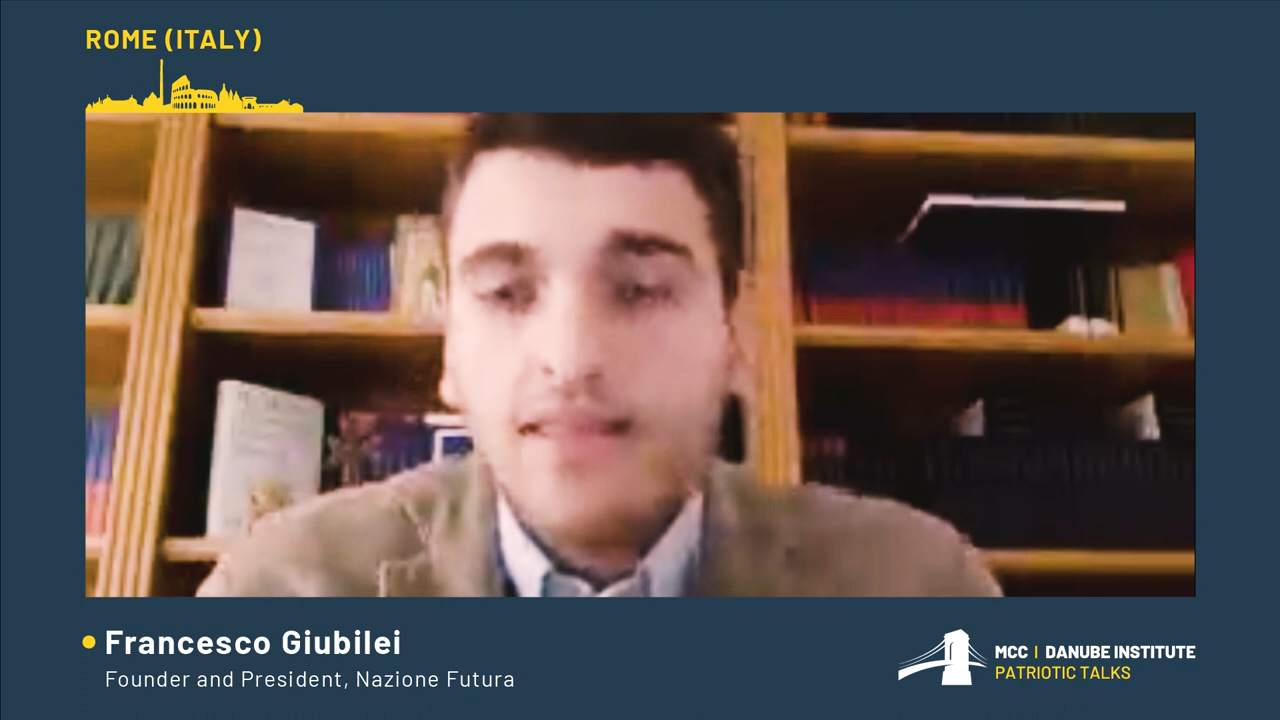 ROME (ITALY)
Francesco Giubilei
Founder and President, Nazione Futura
MCC | DANUBE INSTITUTE
PATRIOTIC TALKS